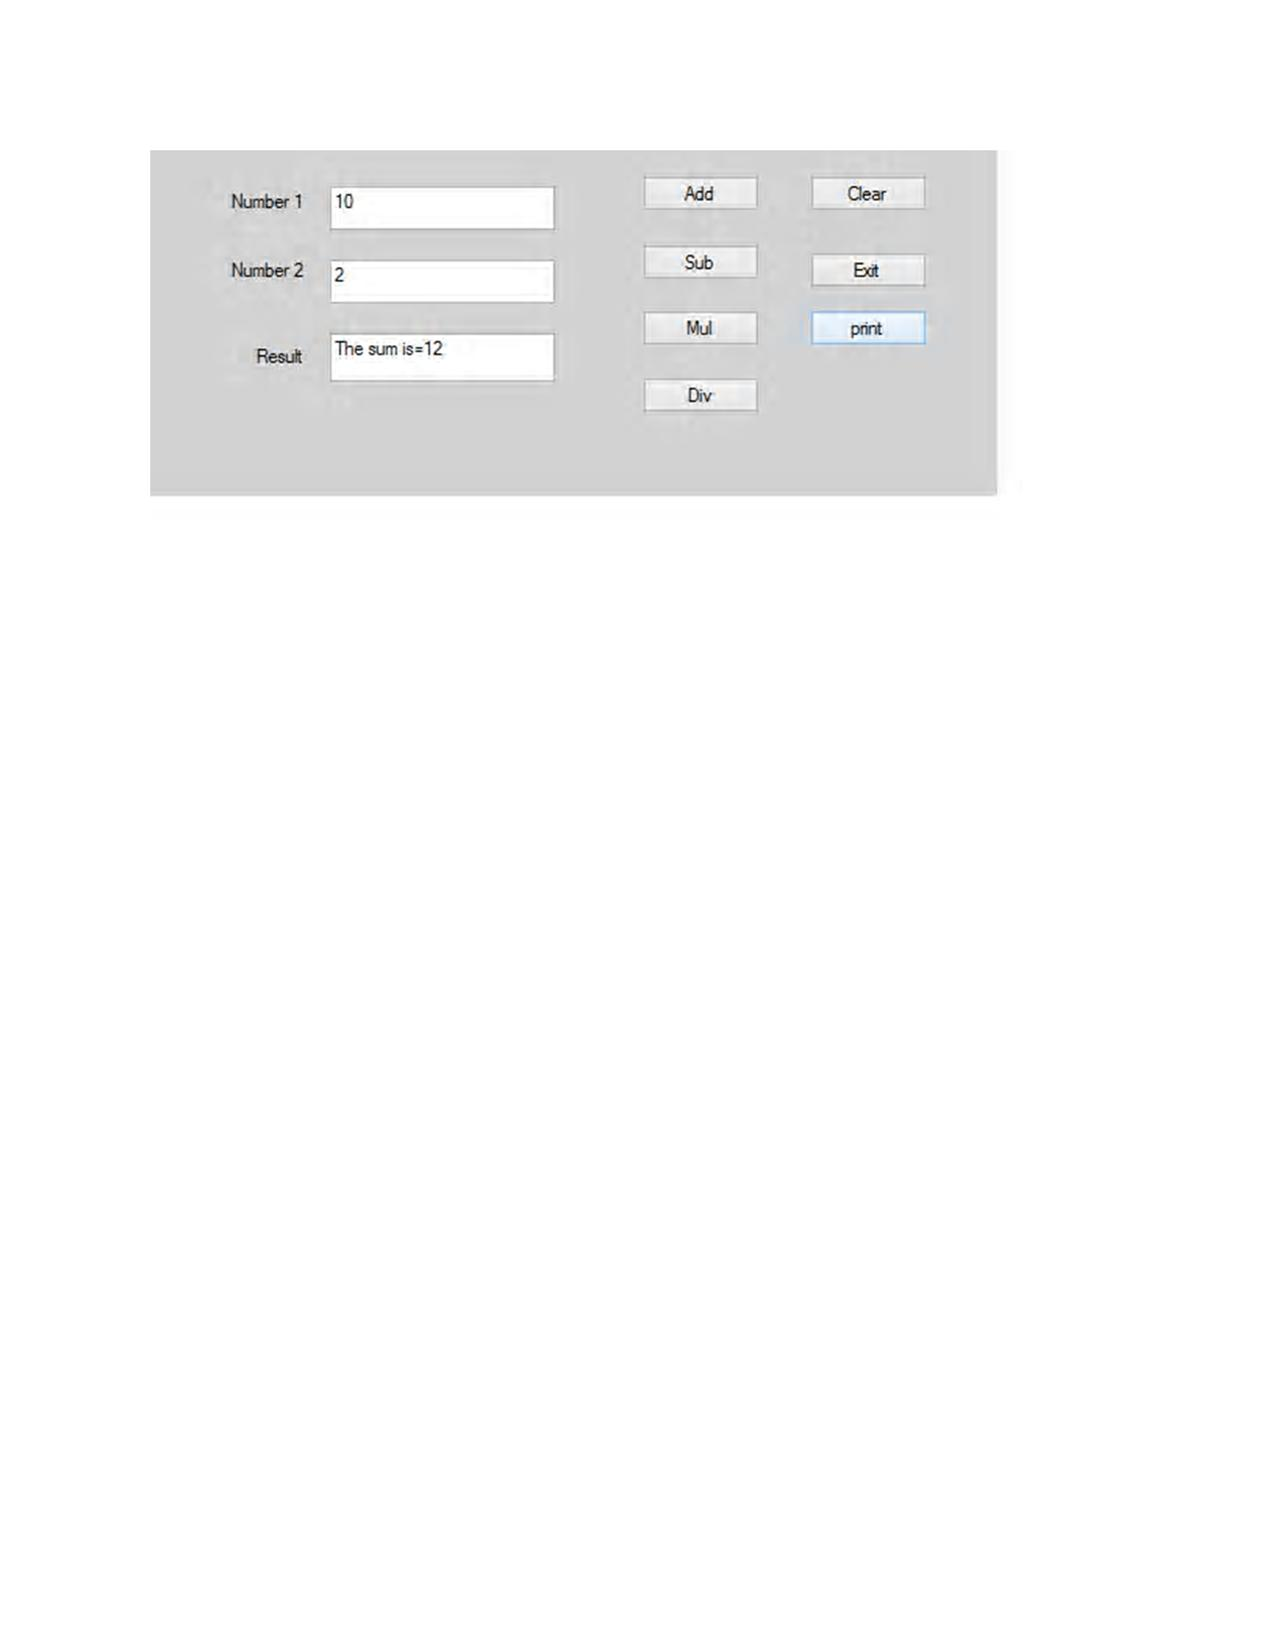 Number 1 10 Add Clear
Number 2 2 Sub Exit
Mul print
Result The sum is=12
Div